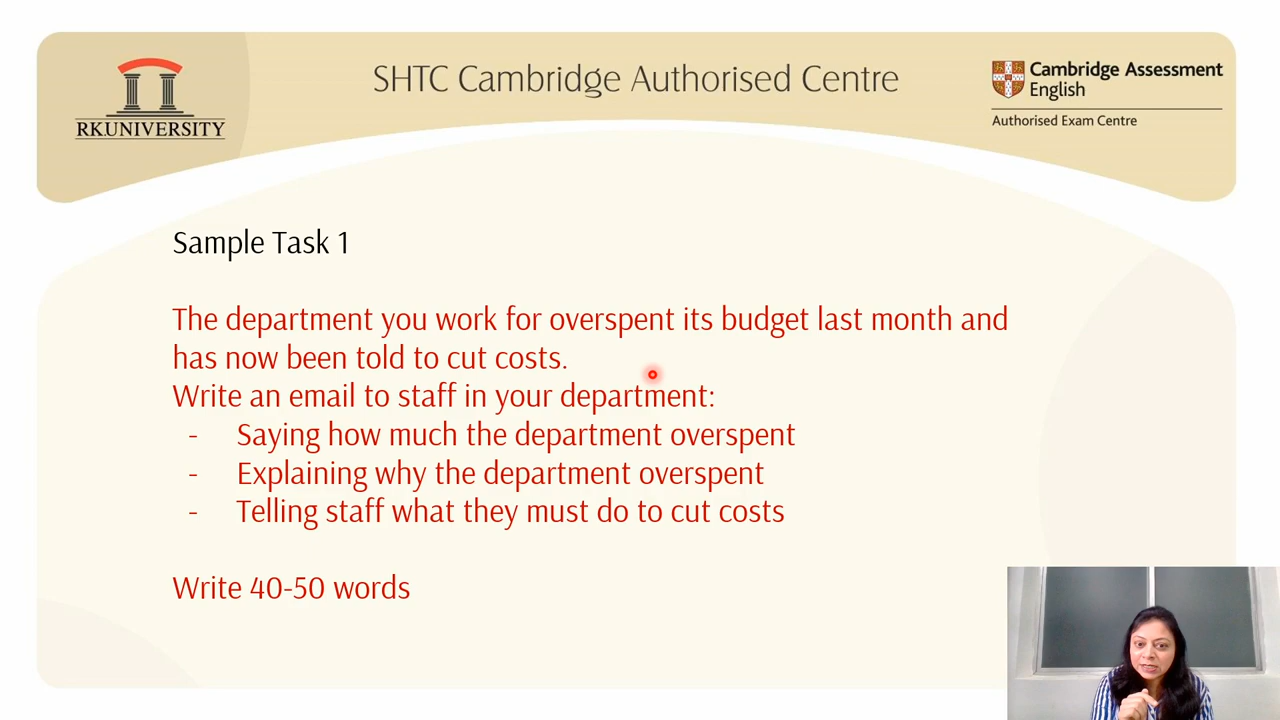 SHTC Cambridge Authorised Centre
RKUNIVERSITY
Cambridge Assessment
English
Authorised Exam Centre
Sample Task 1
The department you work for overspent its budget last month and
has now been told to cut costs.
Write an email to staff in your department:
- Saying how much the department overspent
- Explaining why the department overspent
- Telling staff what they must do to cut costs
Write 40-50 words